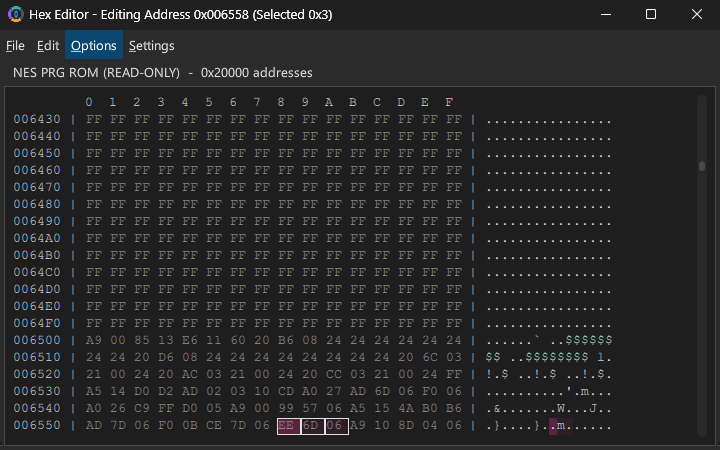 Hex Editor - Editing Address 0x006558 (Selected 0x3)
File Edit Options Settings
NES PRG ROM (READ-ONLY) - 0x20000 addresses
0 1 2 3 4 5 6 7 8 9 A B C D E F
006430 | FF FF FF FF FF FF FF FF FF FF FF FF FF FF FF FF | ................
006440 | FF FF FF FF FF FF FF FF FF FF FF FF FF FF FF FF | ................
006450 | FF FF FF FF FF FF FF FF FF FF FF FF FF FF FF FF | ................
006460 | FF FF FF FF FF FF FF FF FF FF FF FF FF FF FF FF | ................
006470 | FF FF FF FF FF FF FF FF FF FF FF FF FF FF FF FF | ................
006480 | FF FF FF FF FF FF FF FF FF FF FF FF FF FF FF FF | ................
006490 | FF FF FF FF FF FF FF FF FF FF FF FF FF FF FF FF | ................
0064A0 | FF FF FF FF FF FF FF FF FF FF FF FF FF FF FF FF | ................
0064B0 | FF FF FF FF FF FF FF FF FF FF FF FF FF FF FF FF | ................
0064C0 | FF FF FF FF FF FF FF FF FF FF FF FF FF FF FF FF | ................
0064D0 | FF FF FF FF FF FF FF FF FF FF FF FF FF FF FF FF | ................
0064E0 | FF FF FF FF FF FF FF FF FF FF FF FF FF FF FF FF | ................
0064F0 | FF FF FF FF FF FF FF FF FF FF FF FF FF FF FF FF | ................
006500 | A9 00 85 13 E6 11 60 20 B6 08 24 24 24 24 24 24 | ......` ..$$$$$$
006510 | 24 24 20 D6 08 24 24 24 24 24 24 24 24 20 6C 03 | $$ ..$$$$$$$$ l.
006520 | 21 00 24 20 AC 03 21 00 24 20 CC 03 21 00 24 FF | !.$ ..!.$ ..!.$.
006530 | A5 14 D0 D2 AD 02 03 10 CD A0 27 AD 6D 06 F0 06 | ..........'.m...
006540 | A0 26 C9 FF D0 05 A9 00 99 57 06 A5 15 4A B0 B6 | .&.......W...J..
006550 | AD 7D 06 F0 0B CE 7D 06 EE 6D 06 A9 10 8D 04 06 | .}....}..m......